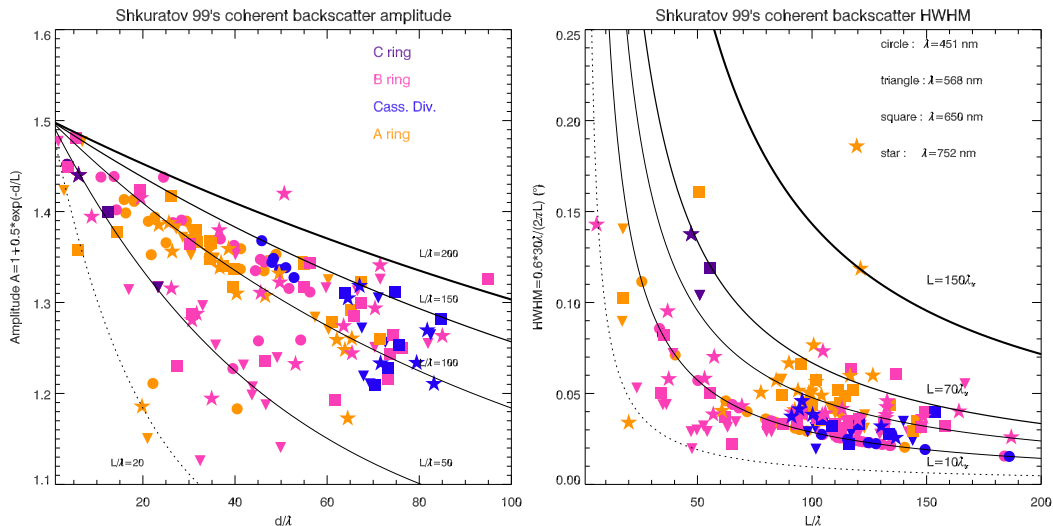 Shkuratov 99's coherent backscatter amplitude
Amplitude A=1+0.5*exp(-d/L)
1.6
1.5
1.4
1.3
1.2
1.1
C ring
B ring
Cass. Div.
A ring
L/λ=200
L/λ=150
L/λ=100
L/λ=50
L/λ=20
20
40
60
80
100
d/λ
Shkuratov 99's coherent backscatter HWHM
HWHM=0.6*30λ/(2πL) (°)
0.25
0.20
0.15
0.10
0.05
0.00
circle : λ=451 nm
triangle : λ=568 nm
square : λ=650 nm
star : λ=752 nm
L=150λ
L=70λ
L=10λ
50
100
150
200
L/λ